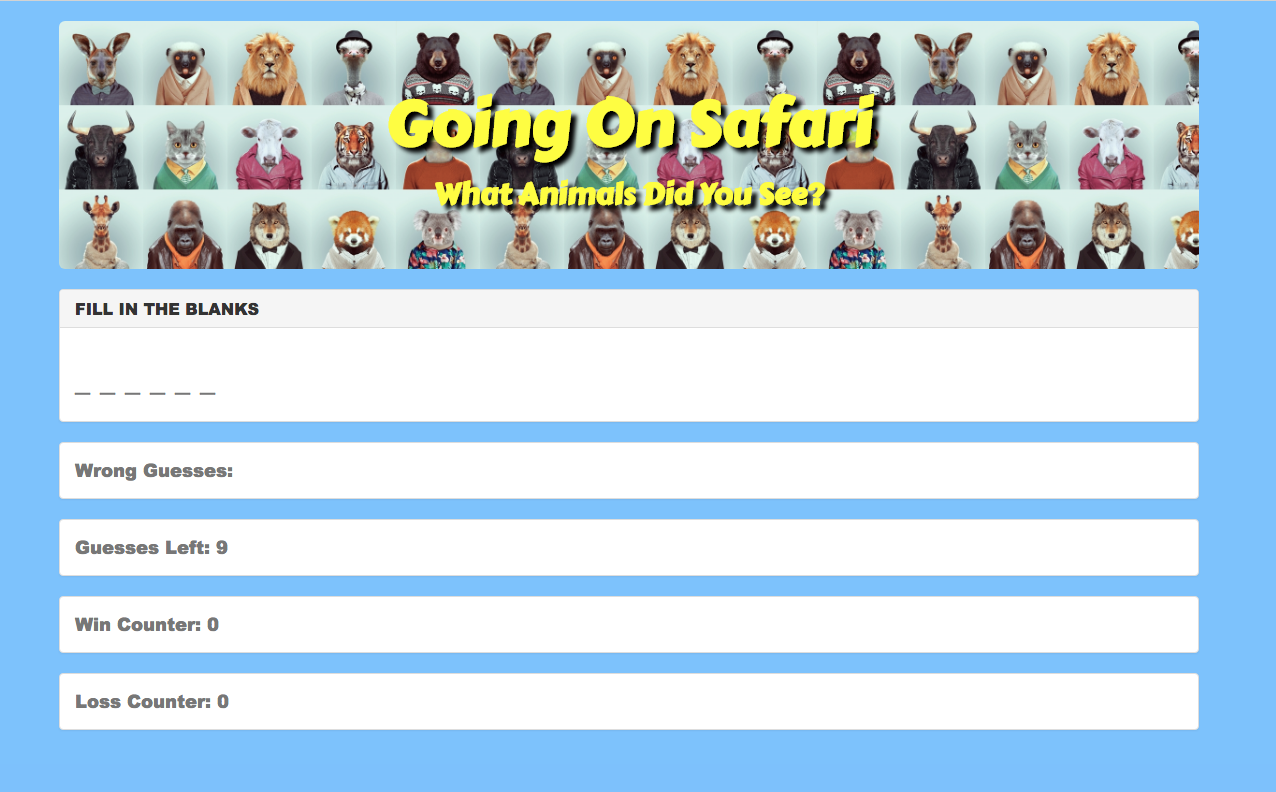 Going On Safari
What Animals Did You See?
FILL IN THE BLANKS
_ _ _ _ _ _
Wrong Guesses:
Guesses Left: 9
Win Counter: 0
Loss Counter: 0